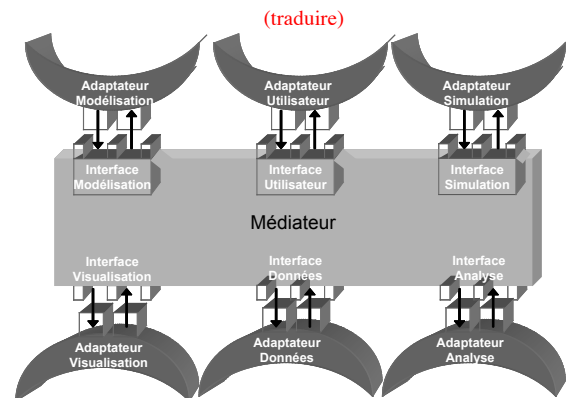 (traduire)
Adaptateur
Modélisation
Adaptateur
Utilisateur
Adaptateur
Simulation
Interface
Modélisation
Interface
Utilisateur
Interface
Simulation
Médiateur
Interface
Visualisation
Interface
Données
Interface
Analyse
Adaptateur
Visualisation
Adaptateur
Données
Adaptateur
Analyse